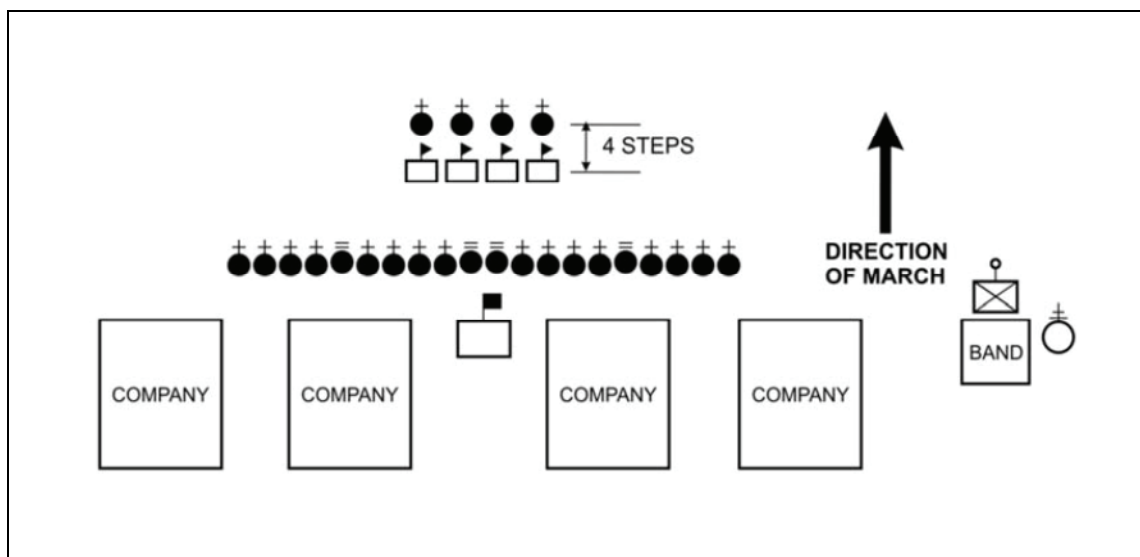 4 STEPS
DIRECTION
OF MARCH
COMPANY
COMPANY
COMPANY
COMPANY
BAND